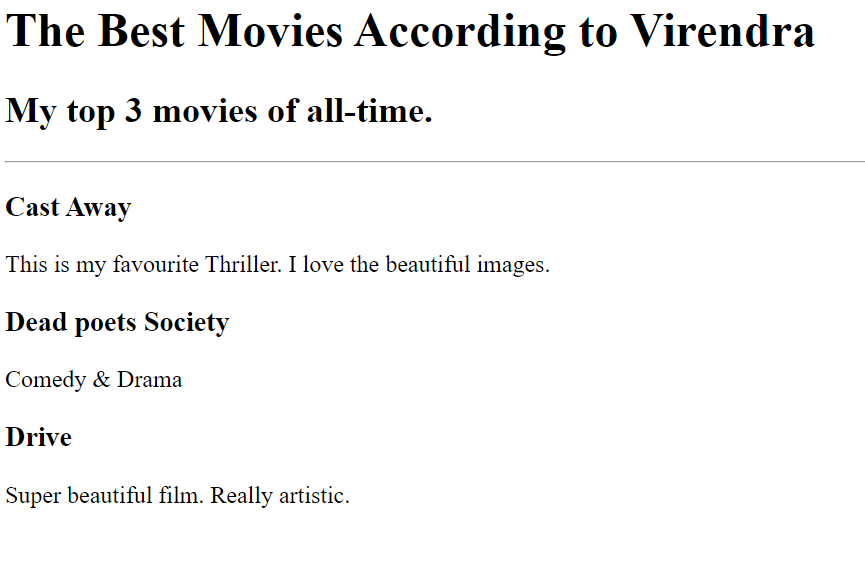 The Best Movies According to Virendra
My top 3 movies of all-time.
Cast Away
This is my favourite Thriller. I love the beautiful images.
Dead poets Society
Comedy & Drama
Drive
Super beautiful film. Really artistic.